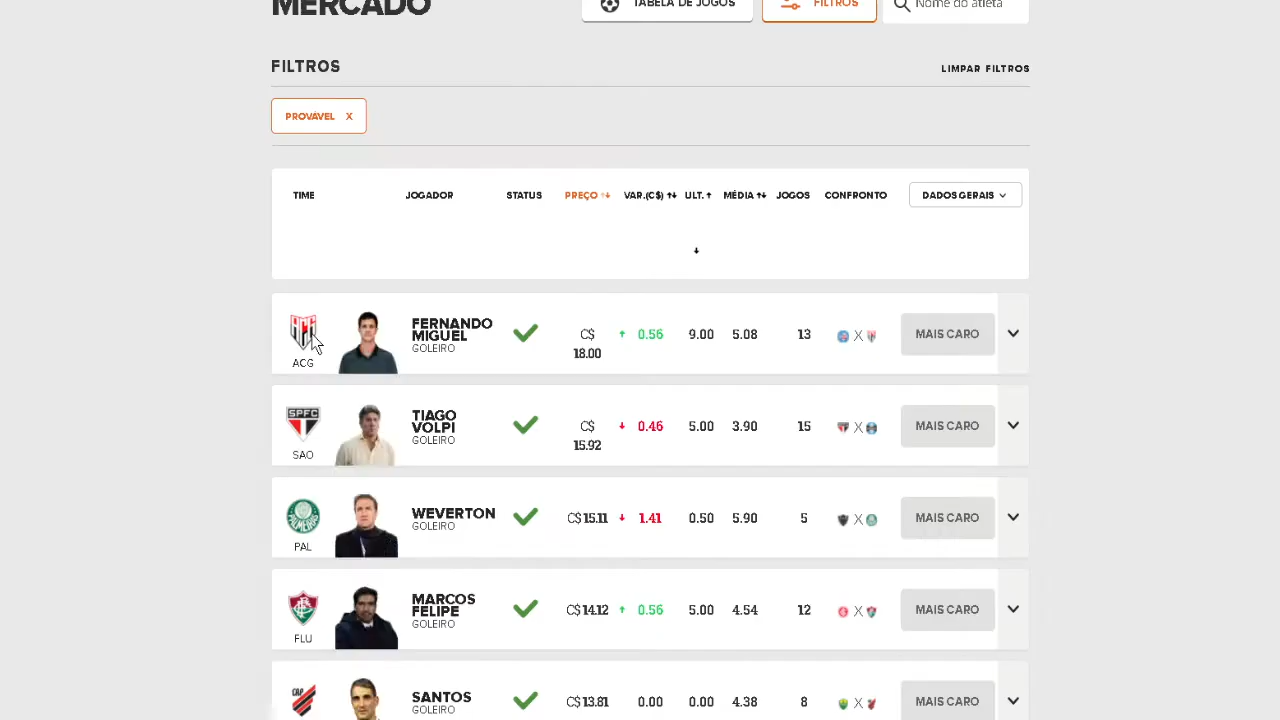 MERCADO
TABELA DE JOGOS
FILTROS
Nome do atleta
FILTROS
LIMPAR FILTROS
PROVÁVEL X
TIME JOGADOR STATUS PREÇO ↑↓ VAR.(C$) ↑↓ ULT. ↑ MÉDIA ↑↓ JOGOS CONFRONTO DADOS GERAIS
↓
ACG
ACG
FERNANDO
MIGUEL
GOLEIRO
C$
18.00
↑ 0.56 9.00 5.08 13 X MAIS CARO
SPFC
SAO
TIAGO
VOLPI
GOLEIRO
C$
15.92
↓ 0.46 5.00 3.90 15 X MAIS CARO
PALMEIRAS
PAL
WEVERTON
GOLEIRO
C$ 15.11 ↓ 1.41 0.50 5.90 5 X MAIS CARO
FLU
MARCOS
FELIPE
GOLEIRO
C$ 14.12 ↑ 0.56 5.00 4.54 12 X MAIS CARO
CAP
SANTOS
GOLEIRO
C$ 13.81 0.00 0.00 4.38 8 X MAIS CARO